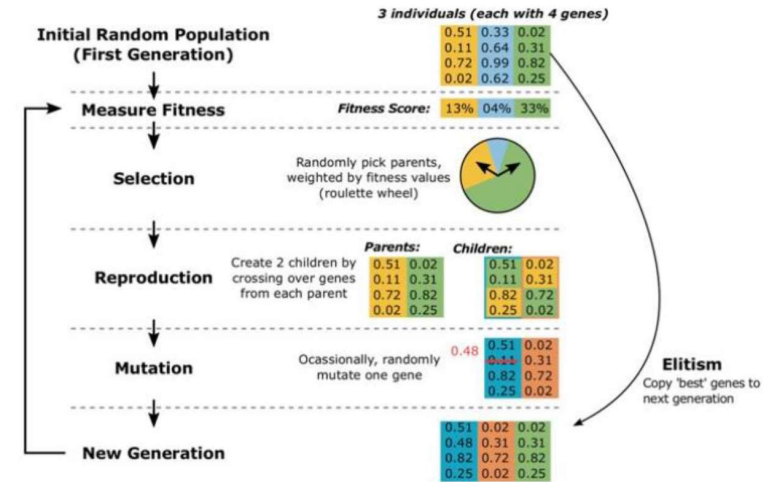 3 individuals (each with 4 genes)
Initial Random Population
(First Generation)
0.51 0.33 0.02
0.11 0.64 0.31
0.72 0.99 0.82
0.02 0.62 0.25
Measure Fitness
Fitness Score: 13% 04% 33%
Selection
Randomly pick parents,
weighted by fitness values
(roulette wheel)
Reproduction
Create 2 children by
crossing over genes
from each parent
Parents:
0.51 0.02
0.11 0.31
0.72 0.82
0.02 0.25
Children:
0.51 0.02
0.11 0.31
0.82 0.72
0.25 0.02
Mutation
Ocassionally, randomly
mutate one gene
0.48
0.51 0.02
0.11 0.31
0.82 0.72
0.25 0.02
Elitism
Copy 'best' genes to
next generation
New Generation
0.51 0.02 0.02
0.48 0.31 0.31
0.82 0.72 0.82
0.25 0.02 0.25